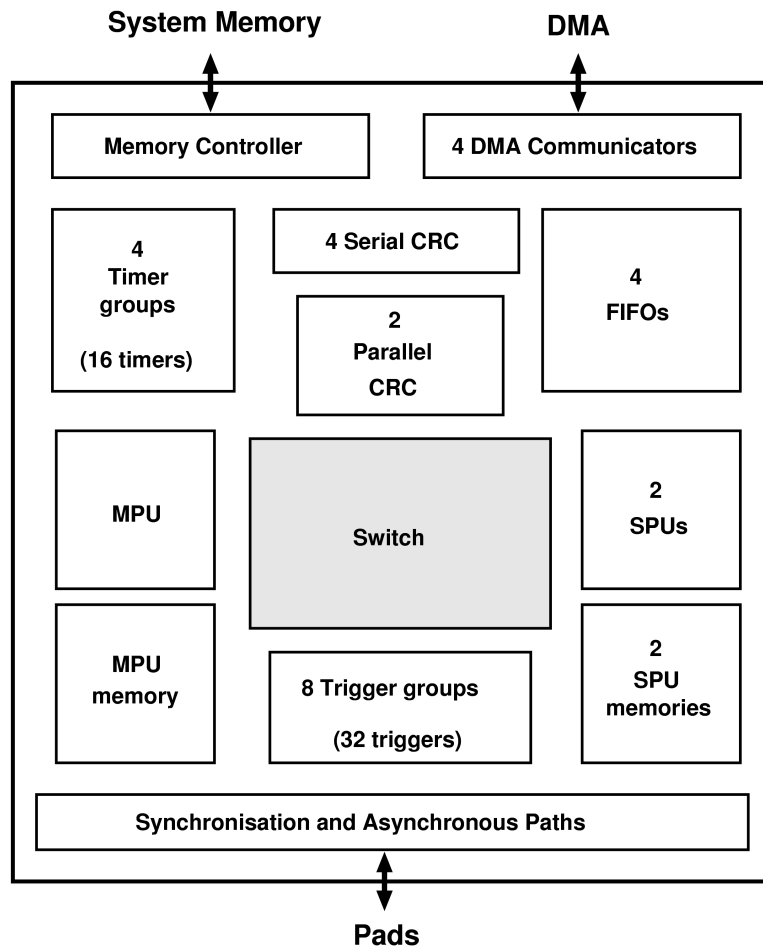 System Memory
DMA
Memory Controller
4 DMA Communicators
4
Timer
groups
(16 timers)
4 Serial CRC
4
FIFOs
2
Parallel
CRC
MPU
Switch
2
SPUs
MPU
memory
8 Trigger groups
(32 triggers)
2
SPU
memories
Synchronisation and Asynchronous Paths
Pads